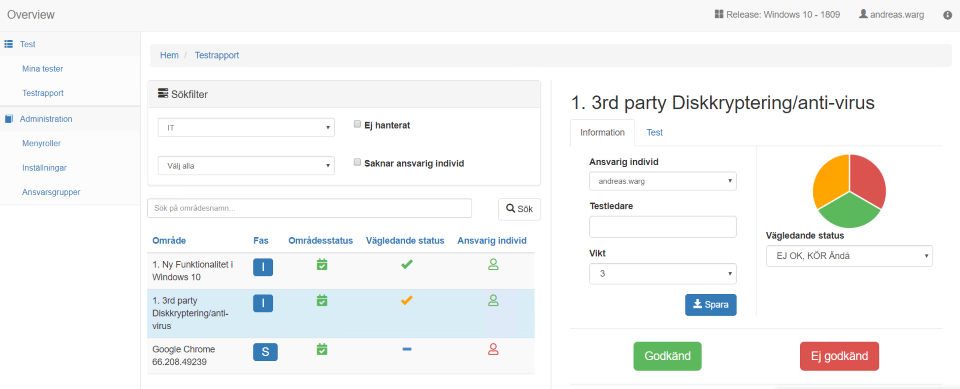 Overview
Release: Windows 10 - 1809
andreas.warg
Test
Mina tester
Testrapport
Administration
Menyroller
Inställningar
Ansvarsgrupper
Hem / Testrapport
Sökfilter
IT
Ej hanterat
Välj alla
Saknar ansvarig individ
Sök på områdesnamn...
Sök
Område Fas Områdesstatus Vägledande status Ansvarig individ
1. Ny Funktionalitet i
Windows 10
I
1. 3rd party
Diskkryptering/anti-
virus
I
Google Chrome
66.208.49239
S
1. 3rd party Diskkryptering/anti-virus
Information Test
Ansvarig individ
andreas.warg
Testledare
Vikt
3
Spara
Vägledande status
EJ OK, KÖR Ändå
Godkänd
Ej godkänd